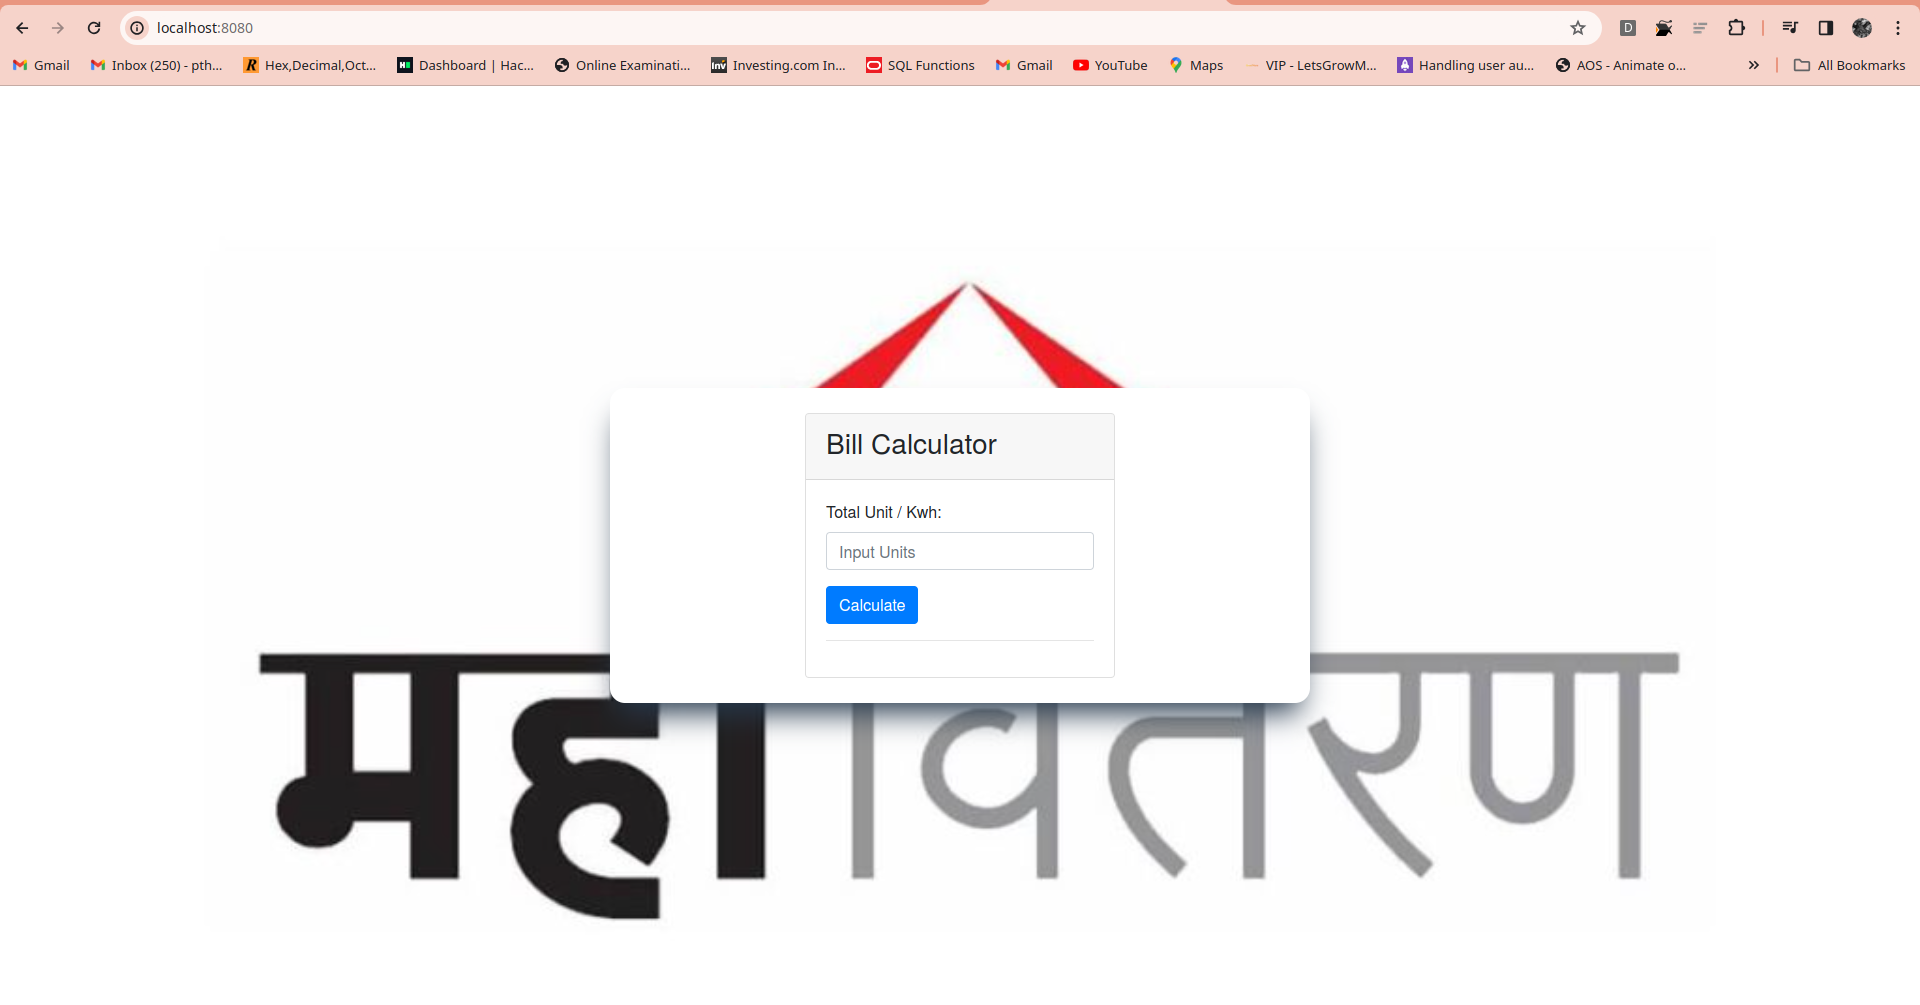 localhost:8080
Gmail
Inbox (250) - pth...
Hex,Decimal,Oct...
Dashboard | Hac...
Online Examinati...
Inv
Investing.com In...
SQL Functions
Gmail
YouTube
Maps
VIP - LetsGrowM...
Handling user au...
AOS - Animate o...
»
All Bookmarks
Bill Calculator
Total Unit / Kwh:
Input Units
Calculate
महावितरण